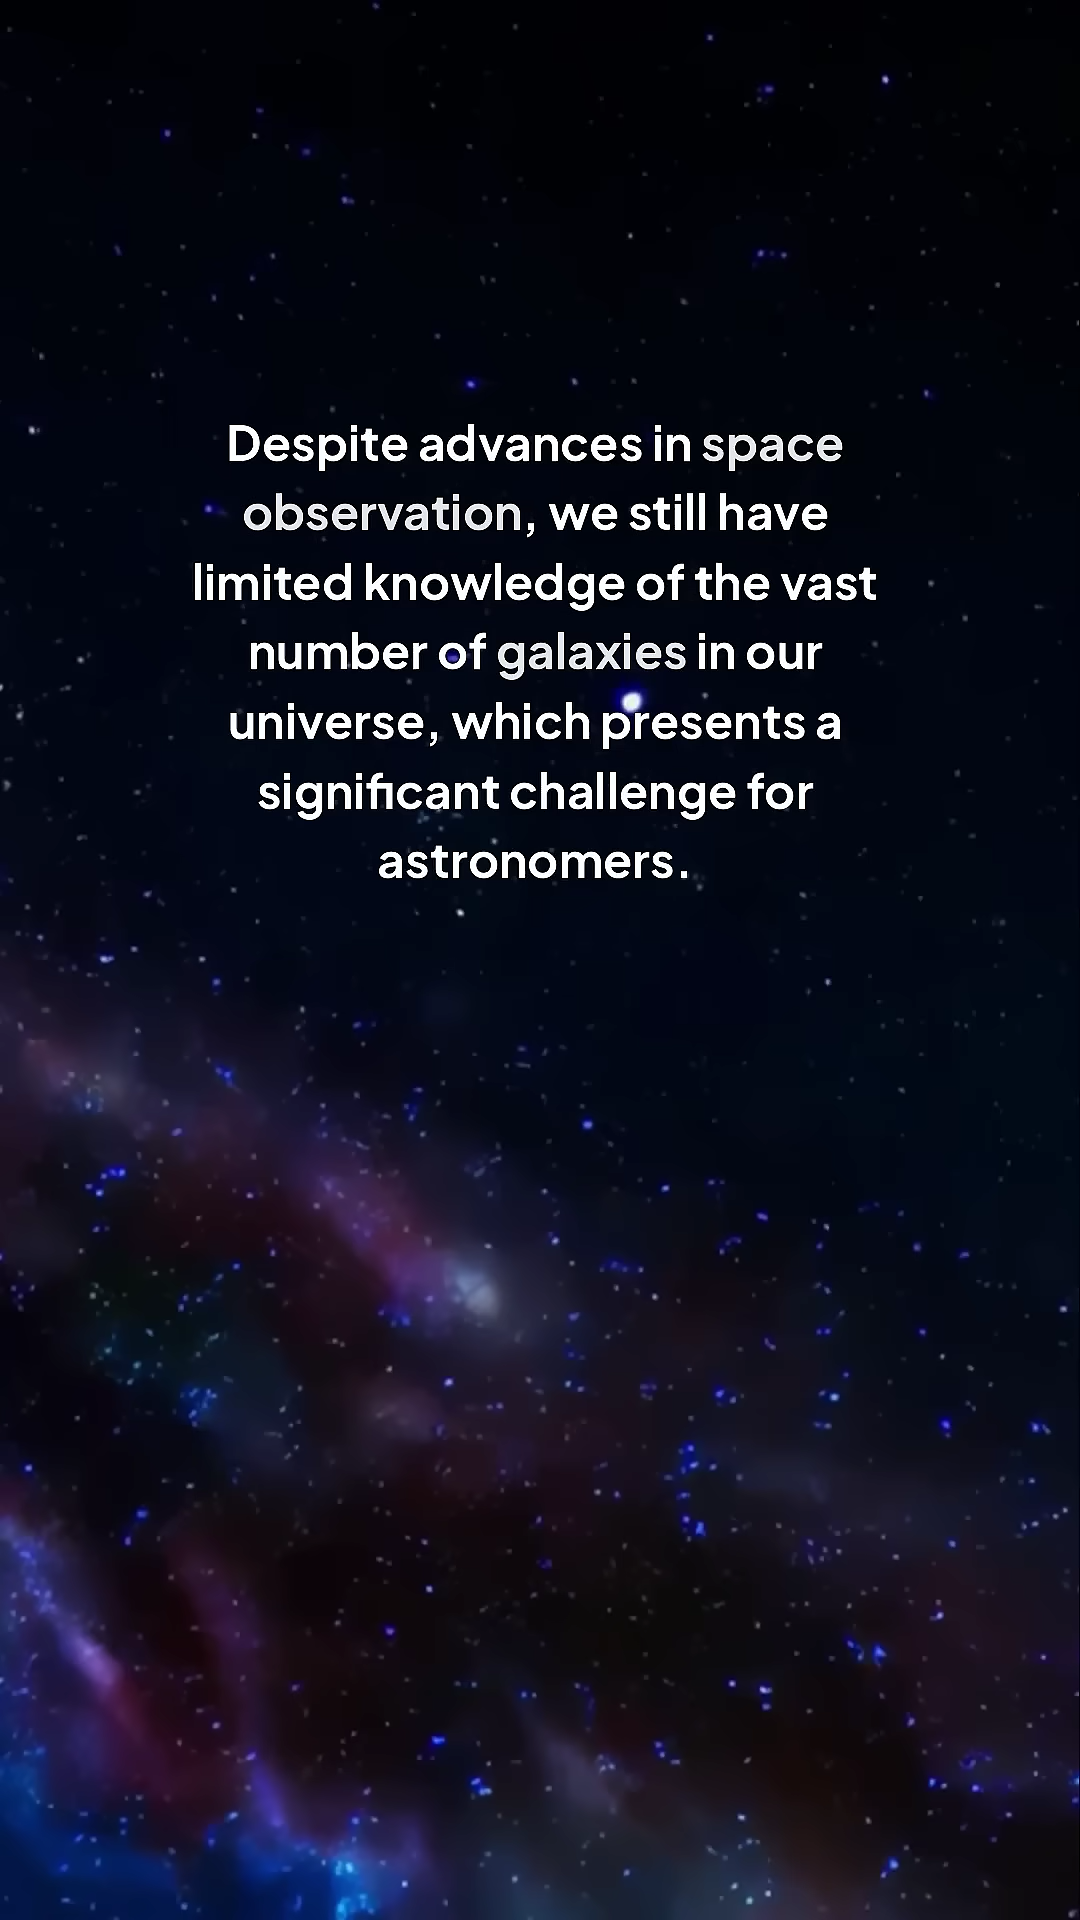 Despite advances in space
observation, we still have
limited knowledge of the vast
number of galaxies in our
universe, which presents a
significant challenge for
astronomers.